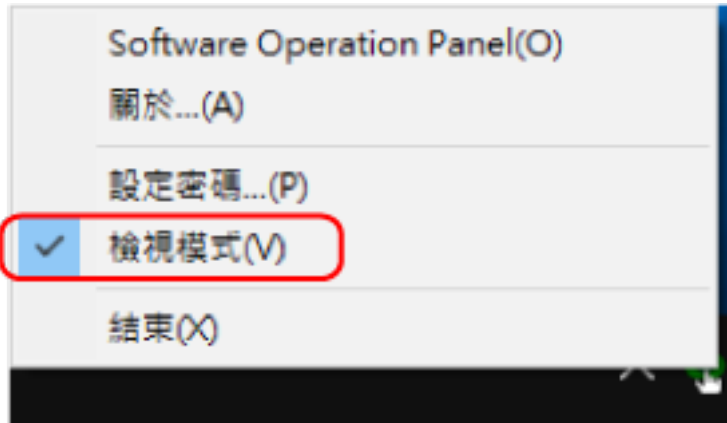 Software Operation Panel(O)
關於...(A)
設定密碼...(P)
檢視模式(V)
結束(X)